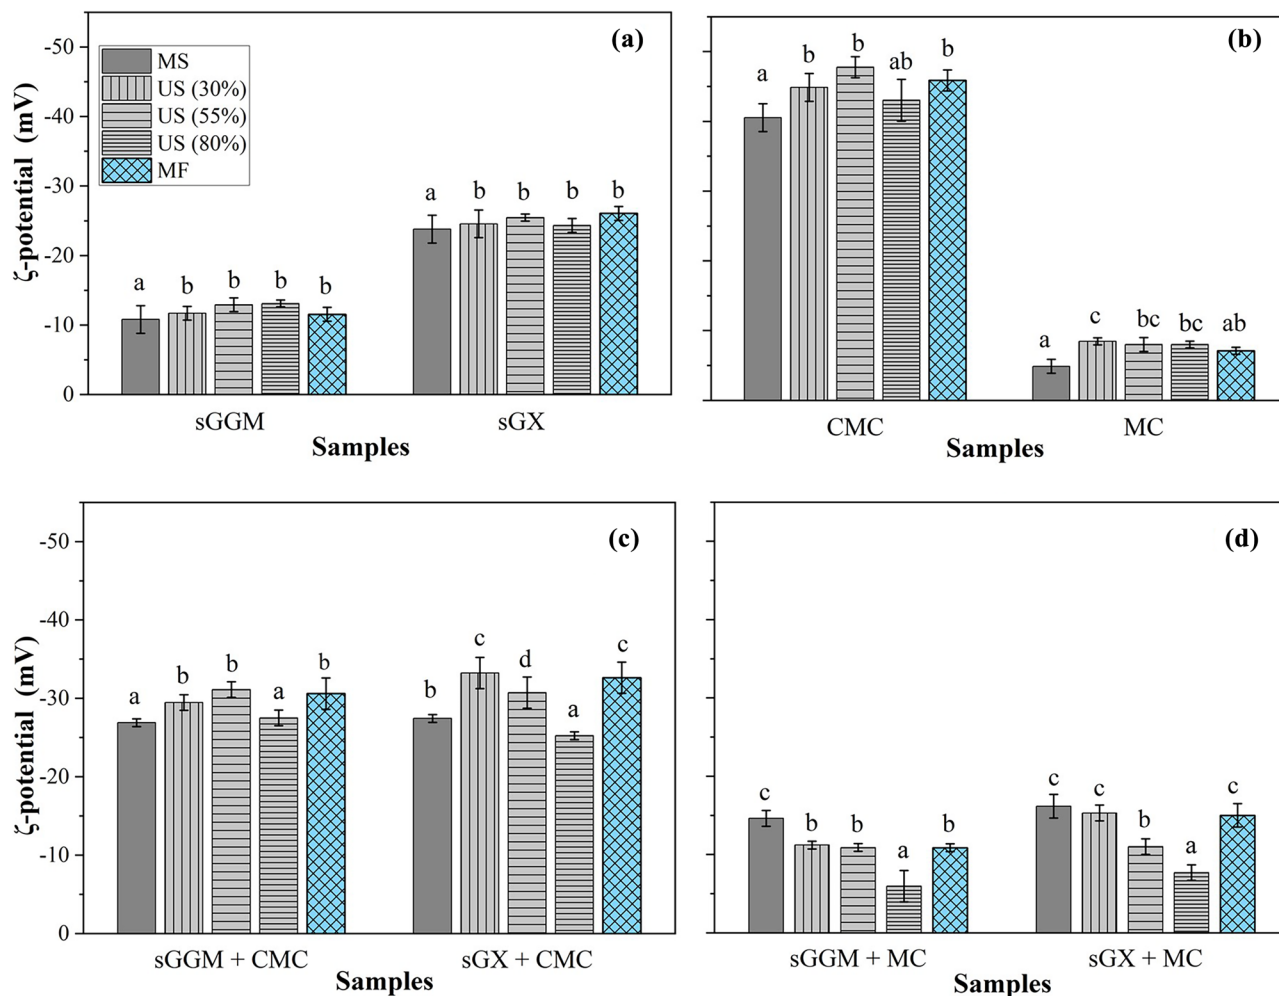 (a)
MS
US (30%)
US (55%)
US (80%)
MF
ζ-potential (mV)
-50
-40
-30
-20
-10
0
a b b b b
a b b b b
sGGM sGX
Samples
(b)
a b b ab b
a c bc bc ab
CMC MC
Samples
(c)
ζ-potential (mV)
-50
-40
-30
-20
-10
0
a b b a b
b c d a c
sGGM + CMC sGX + CMC
Samples
(d)
c b b a b
c c b a c
sGGM + MC sGX + MC
Samples